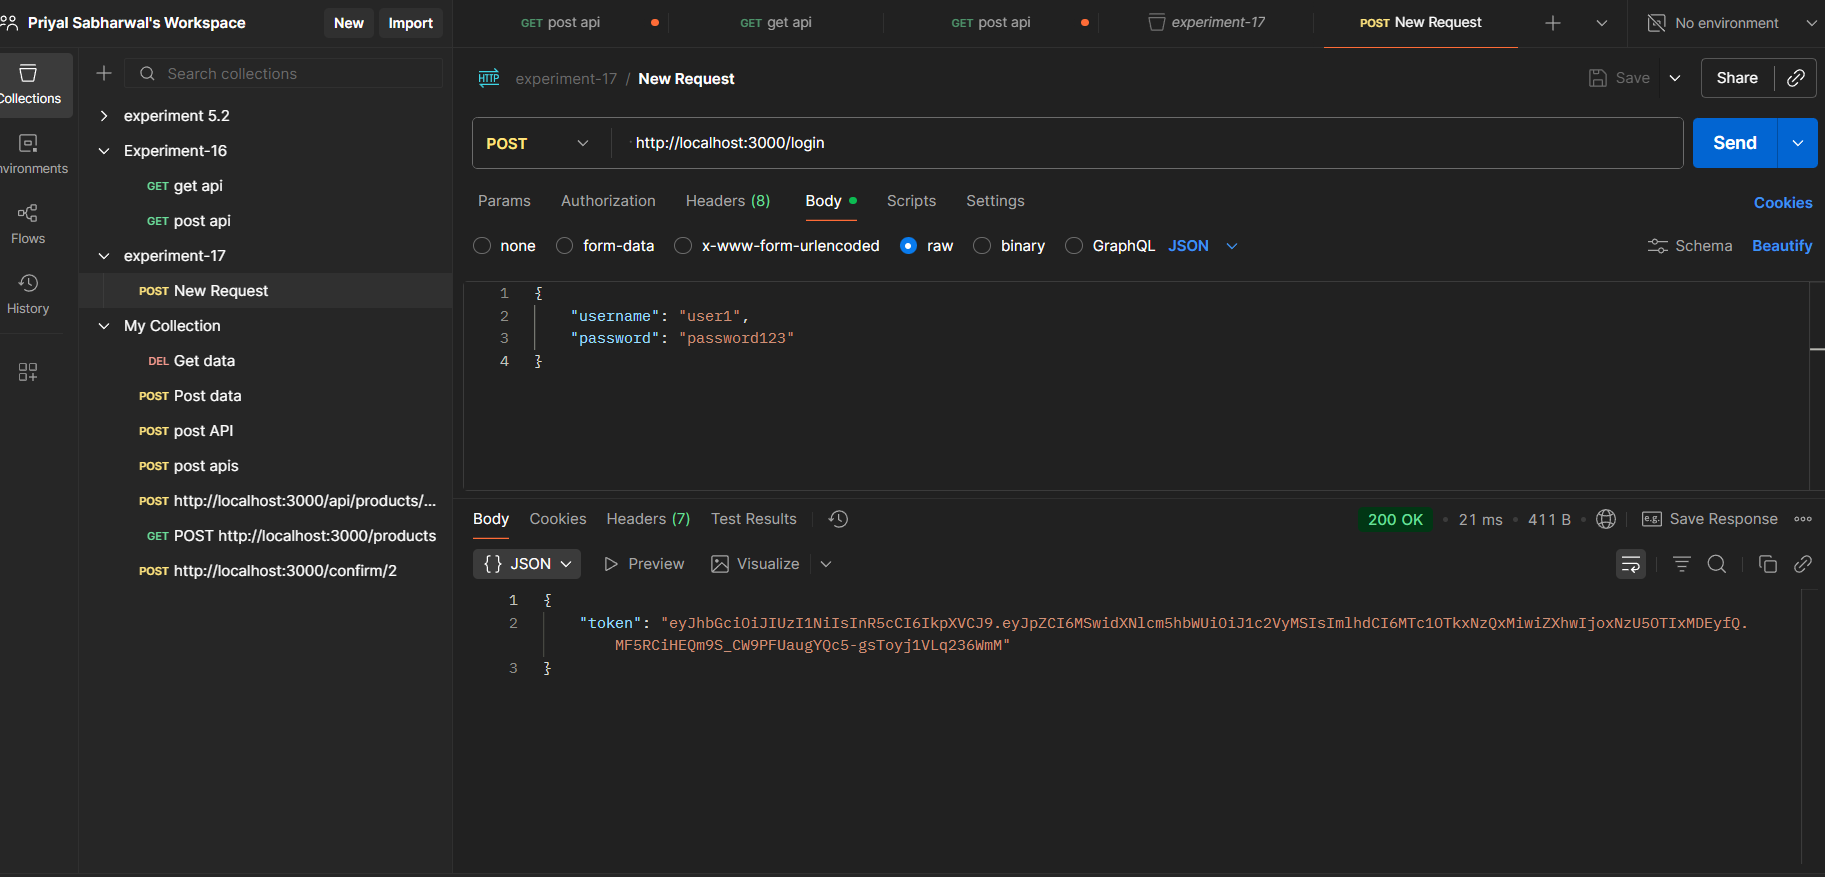 Priyal Sabharwal's Workspace
New
Import
GET post api
GET get api
GET post api
experiment-17
POST New Request
No environment
Collections
Search collections
HTTP experiment-17 / New Request
Save
Share
experiment 5.2
Experiment-16
GET get api
GET post api
experiment-17
POST New Request
My Collection
DEL Get data
POST Post data
POST post API
POST post apis
POST http://localhost:3000/api/products/...
GET POST http://localhost:3000/products
POST http://localhost:3000/confirm/2
nvironments
Flows
History
POST
http://localhost:3000/login
Send
Params
Authorization
Headers (8)
Body
Scripts
Settings
Cookies
none
form-data
x-www-form-urlencoded
raw
binary
GraphQL
JSON
Schema
Beautify
1 {
2 "username": "user1",
3 "password": "password123"
4 }
Body
Cookies
Headers (7)
Test Results
200 OK
21 ms
411 B
e.g. Save Response
{} JSON
Preview
Visualize
1 {
2 "token": "eyJhbGciOiJIUzI1NiIsInR5cCI6IkpXVCJ9.eyJpZCI6MSwidXNlcm5hbWUiOiJ1c2VyMSIsImlhdCI6MTc1OTkxNzQxMiwiZXhwIjoxNzU5OTIxMDEyfQ.
MF5RCiHEQm9S_CW9PFUaugYQc5-gsToyj1VLq236WmM"
3 }